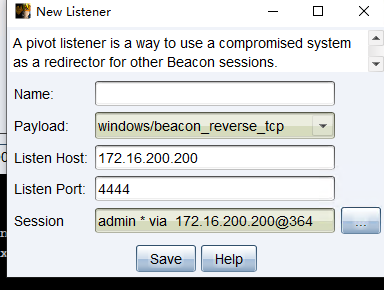 New Listener
A pivot listener is a way to use a compromised system
as a redirector for other Beacon sessions.
Name:
Payload: windows/beacon_reverse_tcp
Listen Host: 172.16.200.200
Listen Port: 4444
Session admin * via 172.16.200.200@364 ...
Save Help